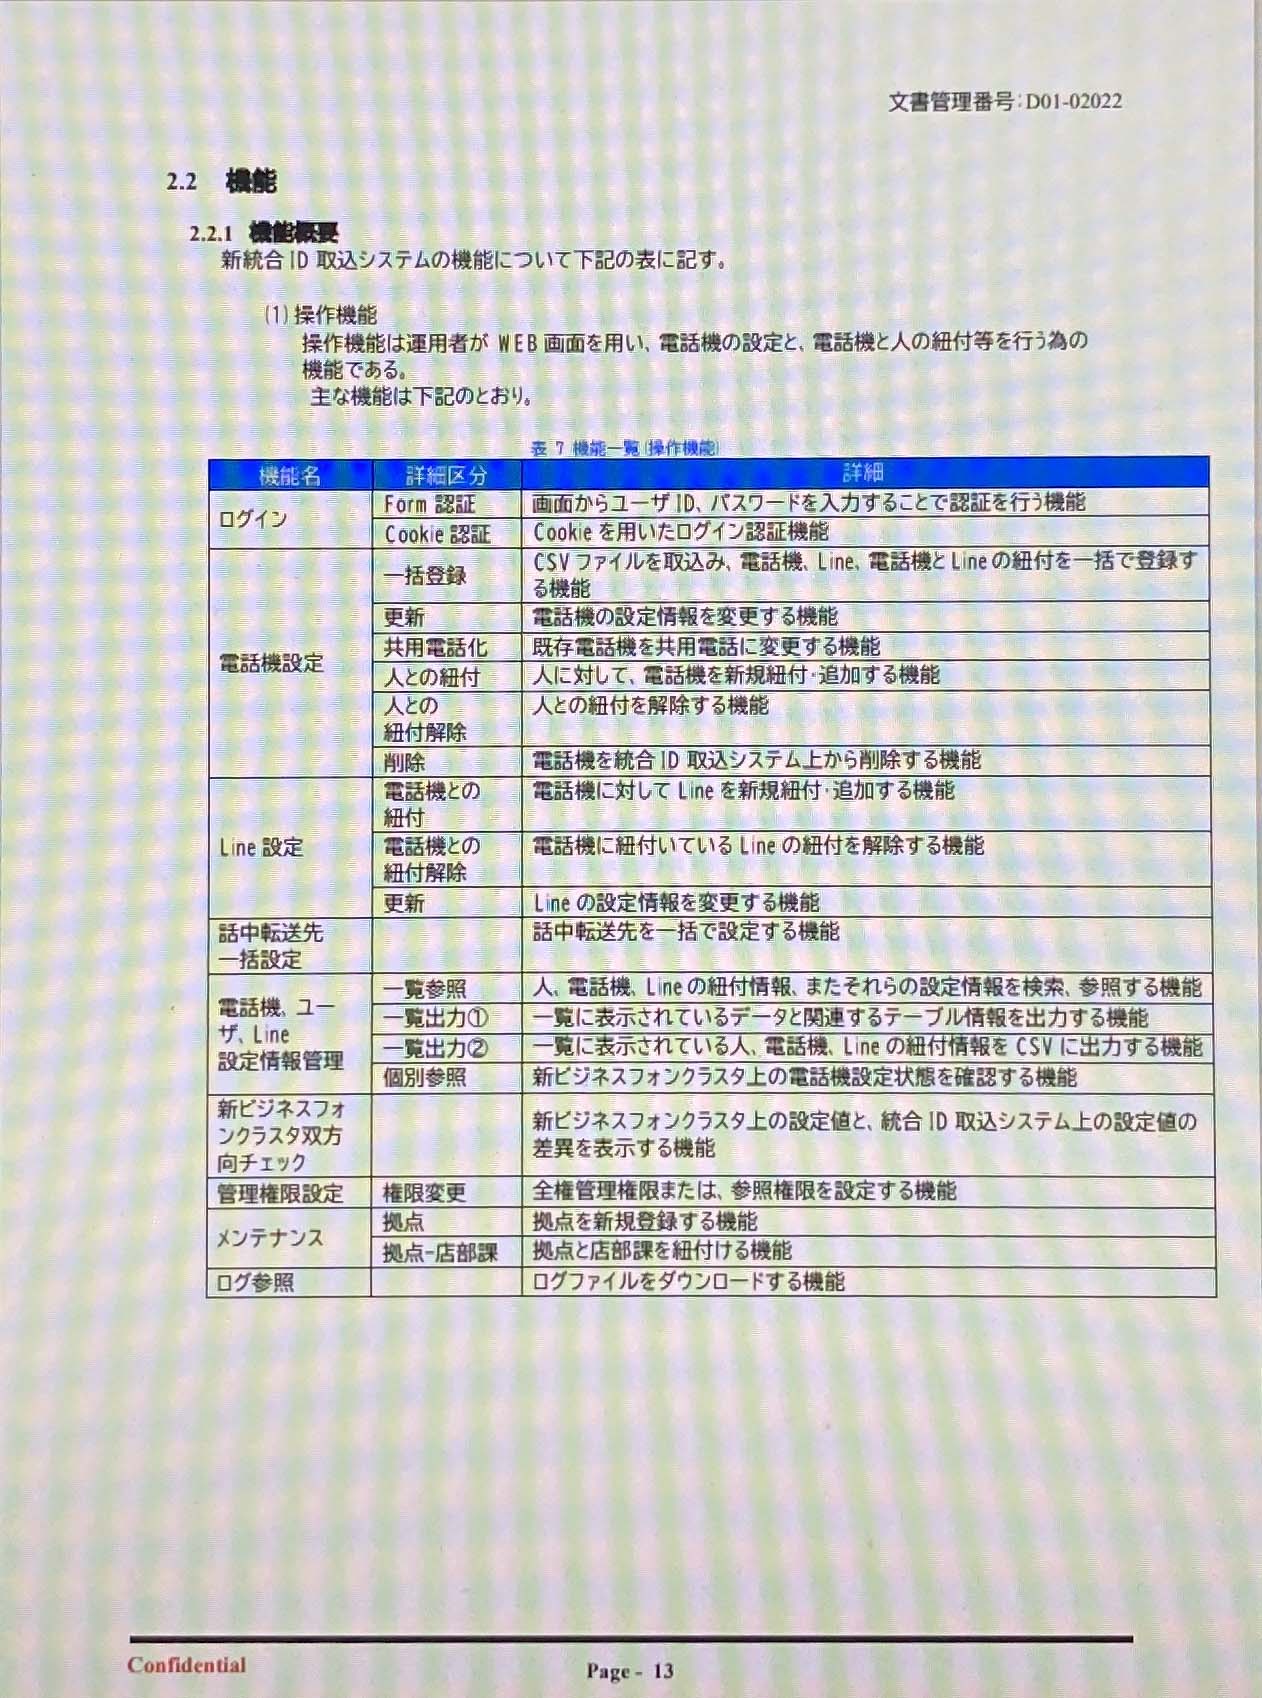 文書管理番号:D01-02022
2.2 機能
2.2.1 機能概要
新統合 ID 取込システムの機能について下記の表に記す。
(1) 操作機能
操作機能は運用者が WEB 画面を用い、電話機の設定と、電話機と人の紐付等を行う為の
機能である。
主な機能は下記のとおり。
表 7 機能一覧(操作機能)
機能名 詳細区分 詳細
ログイン
Form 認証 画面からユーザ ID、パスワードを入力することで認証を行う機能
Cookie 認証 Cookie を用いたログイン認証機能
電話機設定
一括登録 CSV ファイルを取込み、電話機、Line、電話機と Line の紐付を一括で登録す
る機能
更新 電話機の設定情報を変更する機能
共用電話化 既存電話機を共用電話に変更する機能
人との紐付 人に対して、電話機を新規紐付・追加する機能
人との 人との紐付を解除する機能
紐付解除
削除 電話機を統合 ID 取込システム上から削除する機能
Line 設定
電話機との 電話機に対して Line を新規紐付・追加する機能
紐付
電話機との 電話機に紐付いている Line の紐付を解除する機能
紐付解除
更新 Line の設定情報を変更する機能
話中転送先 話中転送先を一括で設定する機能
一括設定
電話機、ユー
ザ、Line
設定情報管理
一覧参照 人、電話機、Line の紐付情報、またそれらの設定情報を検索、参照する機能
一覧出力① 一覧に表示されているデータと関連するテーブル情報を出力する機能
一覧出力② 一覧に表示されている人、電話機、Line の紐付情報を CSV に出力する機能
個別参照 新ビジネスフォンクラスタ上の電話機設定状態を確認する機能
新ビジネスフォ
ンクラスタ双方
向チェック
新ビジネスフォンクラスタ上の設定値と、統合 ID 取込システム上の設定値の
差異を表示する機能
管理権限設定 権限変更 全権管理権限または、参照権限を設定する機能
メンテナンス
拠点 拠点を新規登録する機能
拠点-店部課 拠点と店部課を紐付ける機能
ログ参照 ログファイルをダウンロードする機能
Confidential
Page - 13